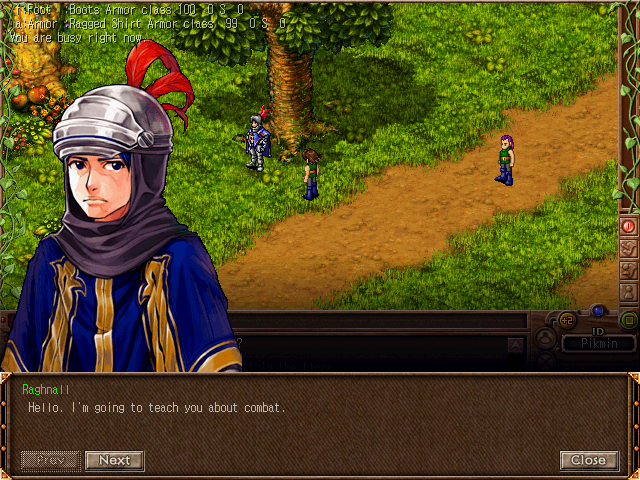 f:Foot :Boots Armor class 100 0 S 0
a:Armor :Ragged Shirt Armor class 99 0 S 0
You are busy right now.
+2
ID
Pikmin
?
Raghnall
Hello. I'm going to teach you about combat.
Prev Next Close